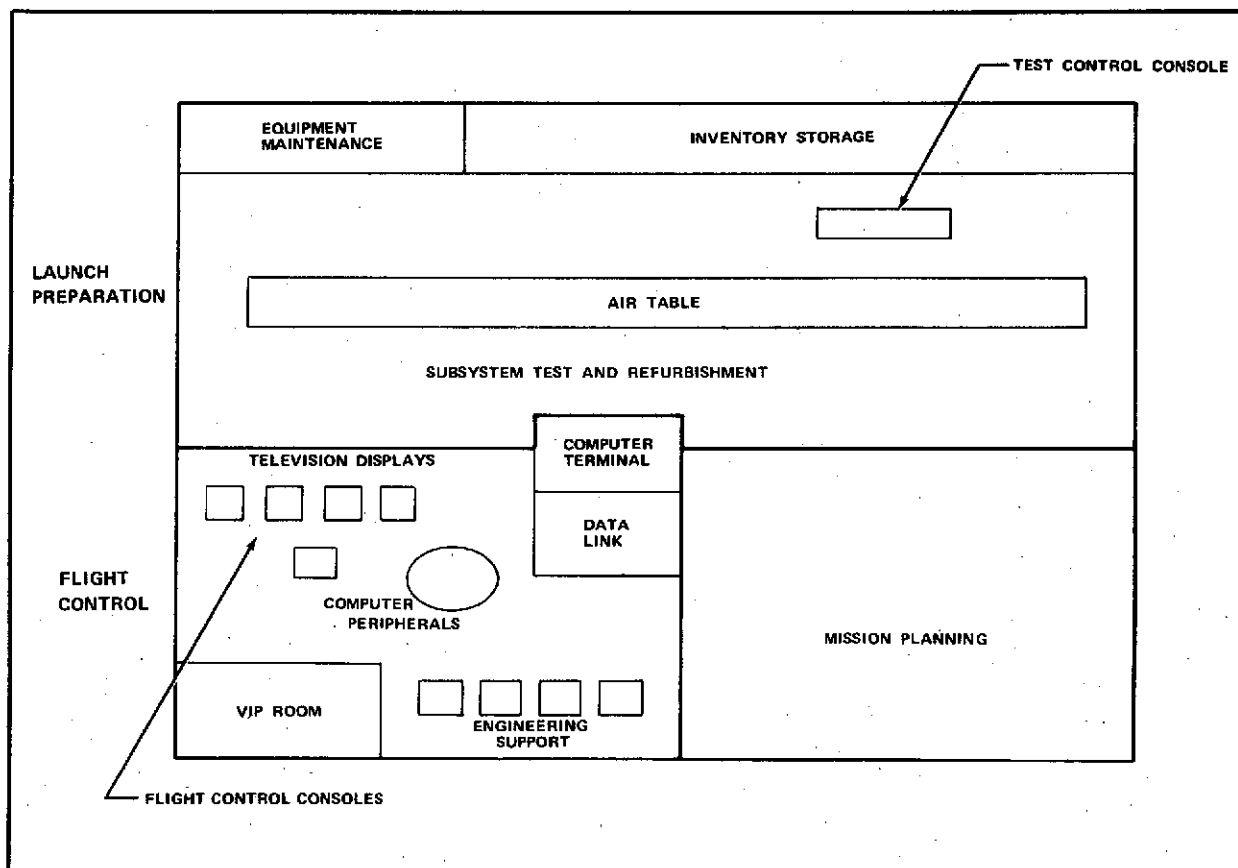 TEST CONTROL CONSOLE
EQUIPMENT
MAINTENANCE
INVENTORY STORAGE
LAUNCH
PREPARATION
AIR TABLE
SUBSYSTEM TEST AND REFURBISHMENT
TELEVISION DISPLAYS
COMPUTER
TERMINAL
DATA
LINK
FLIGHT
CONTROL
COMPUTER
PERIPHERALS
MISSION PLANNING
VIP ROOM
ENGINEERING
SUPPORT
FLIGHT CONTROL CONSOLES